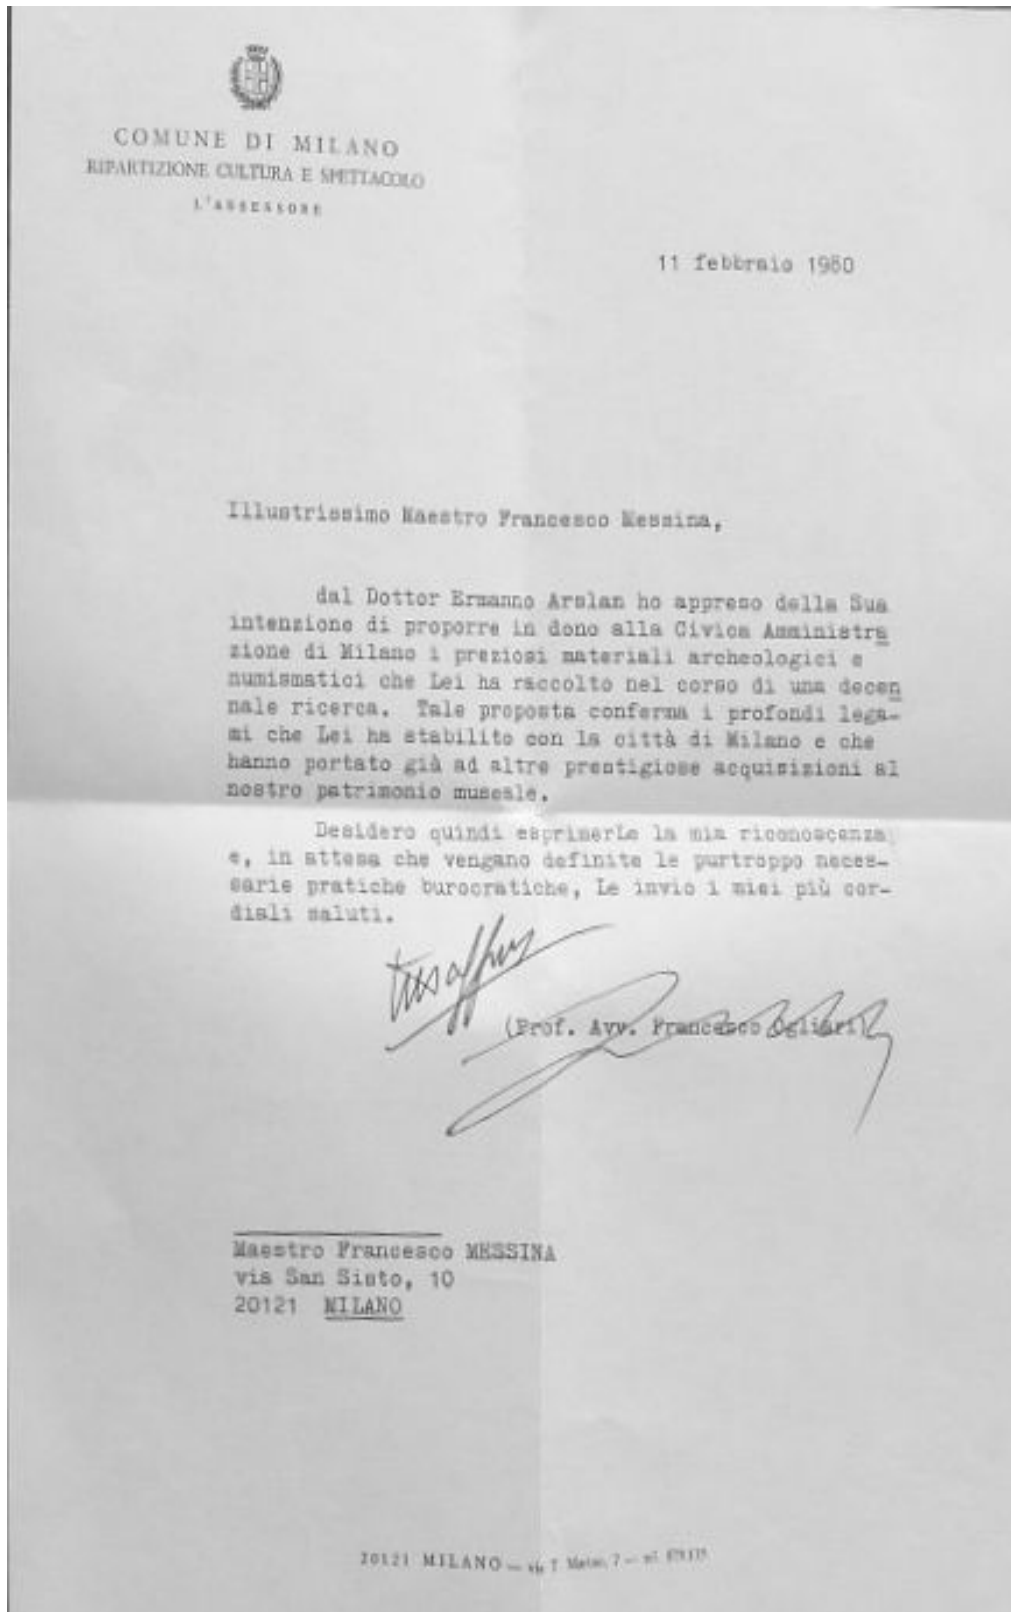 COMUNE DI MILANO
RIPARTIZIONE CULTURA E SPETTACOLO
L'ASSESSORE
11 febbraio 1980
Illustrissimo Maestro Francesco Messina,
dal Dottor Ermanno Arslan ho appreso della Sua
intenzione di proporre in dono alla Civica Amministra
zione di Milano i preziosi materiali archeologici e
numismatici che Lei ha raccolto nel corso di una decen
nale ricerca. Tale proposta conferma i profondi lega-
mi che Lei ha stabilito con la città di Milano e che
hanno portato già ad altre prestigiose acquisizioni al
nostro patrimonio museale.
Desidero quindi esprimerLe la mia riconoscenza
e, in attesa che vengano definite le purtroppo neces-
sarie pratiche burocratiche, Le invio i miei più cor-
diali saluti.
(Prof. Avv. Francesco Ogliari)
Maestro Francesco MESSINA
via San Sisto, 10
20121 MILANO
20121 MILANO — via T. Marino, 7 — tel.